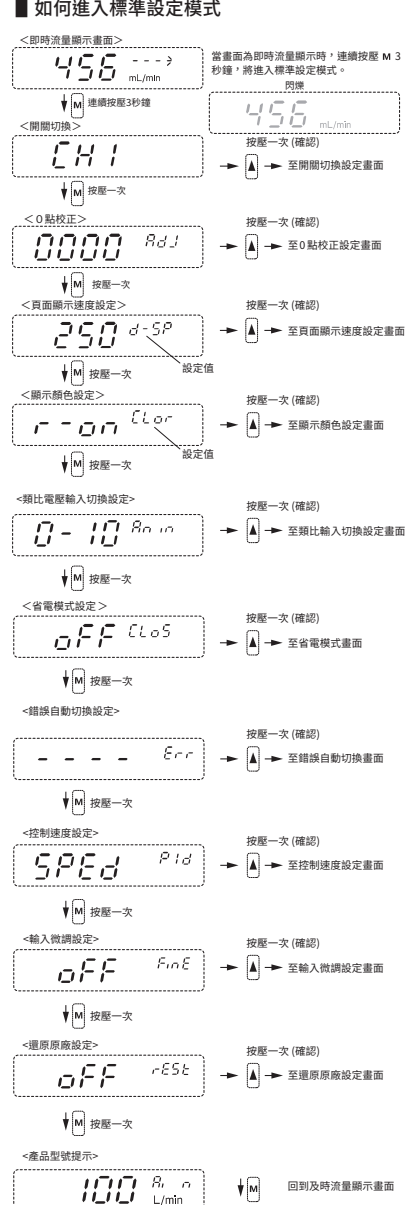 如何進入標準設定模式
<即時流量顯示畫面>
456 - - -
mL/min
當畫面為即時流量顯示時，連續按壓 M 3
秒鐘，將進入標準設定模式。
閃爍
456 mL/min
M 連續按壓3秒鐘
<開關切換>
CH 1
按壓一次 (確認)
至開關切換設定畫面
M 按壓一次
<０點校正>
0000 AdJ
按壓一次 (確認)
至0 點校正設定畫面
M 按壓一次
<頁面顯示速度設定>
250 d-SP
按壓一次 (確認)
至頁面顯示速度設定畫面
設定值
M 按壓一次
<顯示顏色設定>
r-on CLor
按壓一次 (確認)
至顯示顏色設定畫面
設定值
M 按壓一次
<類比電壓輸入切換設定>
0-10 An in
按壓一次 (確認)
至類比輸入切換設定畫面
M 按壓一次
<省電模式設定>
oFF CLoS
按壓一次 (確認)
至省電模式畫面
M 按壓一次
<錯誤自動切換設定>
- - - - Err
按壓一次 (確認)
至錯誤自動切換畫面
M 按壓一次
<控制速度設定>
SPEd PId
按壓一次 (確認)
至控制速度設定畫面
M 按壓一次
<輸入微調設定>
oFF FinE
按壓一次 (確認)
至輸入微調設定畫面
M 按壓一次
<還原原廠設定>
oFF rESt
按壓一次 (確認)
至還原原廠設定畫面
M 按壓一次
<產品型號提示>
100
L/min
M 回到及時流量顯示畫面